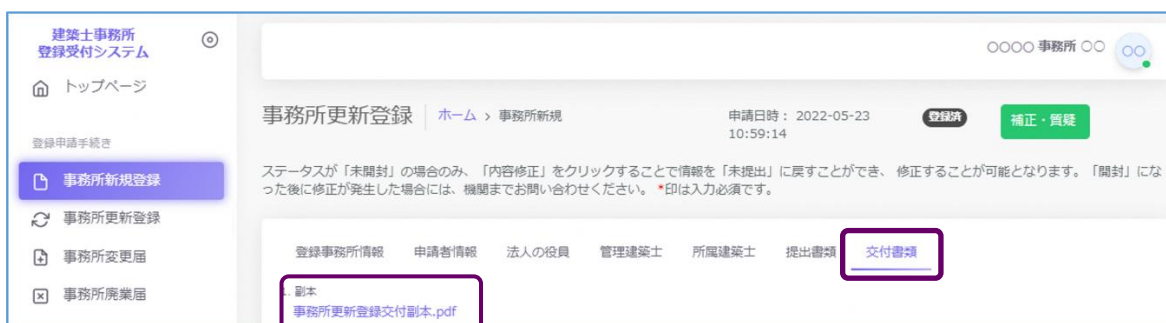 建築士事務所
登録受付システム
〇〇〇〇 事務所 〇〇
〇〇
トップページ
事務所更新登録 ホーム > 事務所新規 申請日時： 2022-05-23
10:59:14
登録済
補正・質疑
登録申請手続き
ステータスが「未開封」の場合のみ、「内容修正」をクリックすることで情報を「未提出」に戻すことができ、 修正することが可能となります。「開封」にな
った後に修正が発生した場合には、機関までお問い合わせください。 *印は入力必須です。
事務所新規登録
事務所更新登録
事務所変更届
事務所廃業届
登録事務所情報 申請者情報 法人の役員 管理建築士 所属建築士 提出書類 交付書類
. 副本
事務所更新登録交付副本.pdf